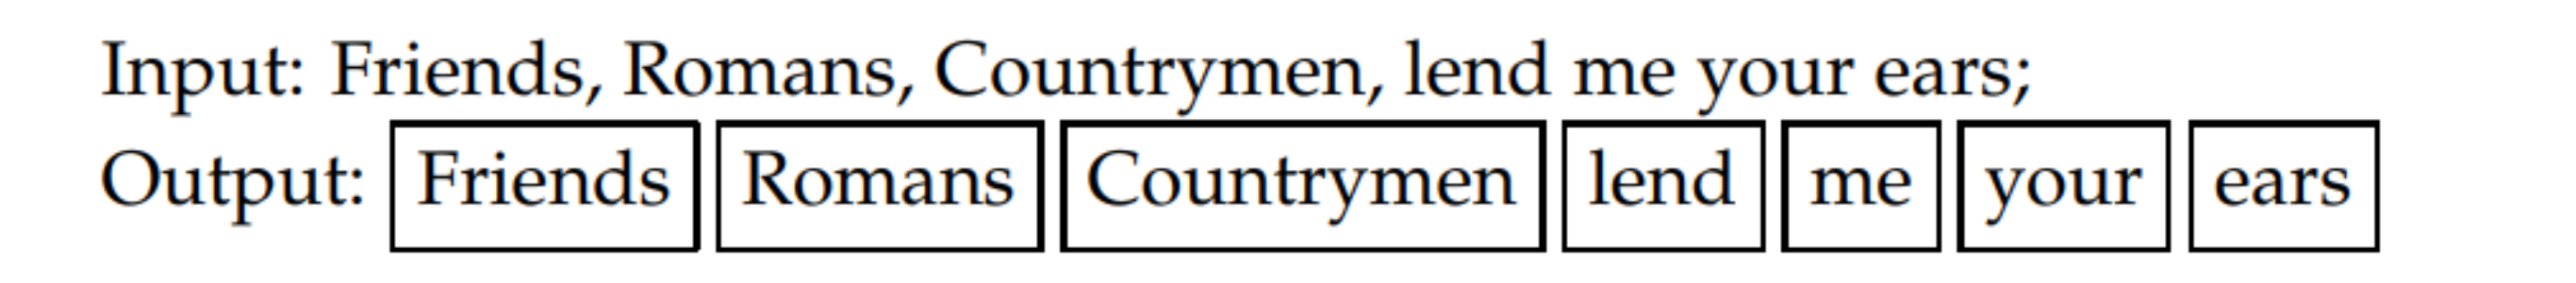 Input: Friends, Romans, Countrymen, lend me your ears;
Output: Friends Romans Countrymen lend me your ears